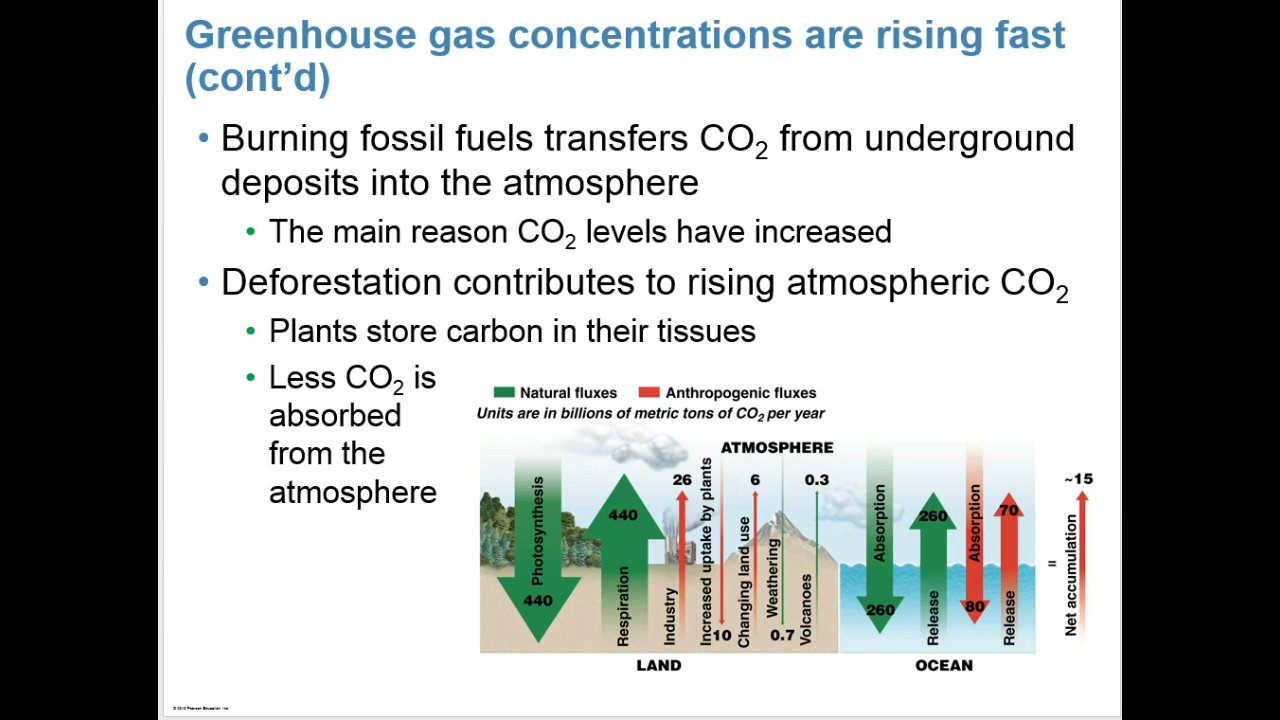 Greenhouse gas concentrations are rising fast
(cont’d)
• Burning fossil fuels transfers CO₂ from underground
deposits into the atmosphere
• The main reason CO₂ levels have increased
• Deforestation contributes to rising atmospheric CO₂
• Plants store carbon in their tissues
• Less CO₂ is
absorbed
from the
atmosphere
Natural fluxes
Anthropogenic fluxes
Units are in billions of metric tons of CO₂ per year
ATMOSPHERE
Photosynthesis
440
440
Respiration
26
Industry
Increased uptake by plants
10
6
Changing land use
Weathering
0.7
0.3
Volcanoes
Absorption
260
260
Release
Absorption
80
70
Release
=
~15
Net accumulation
LAND
OCEAN